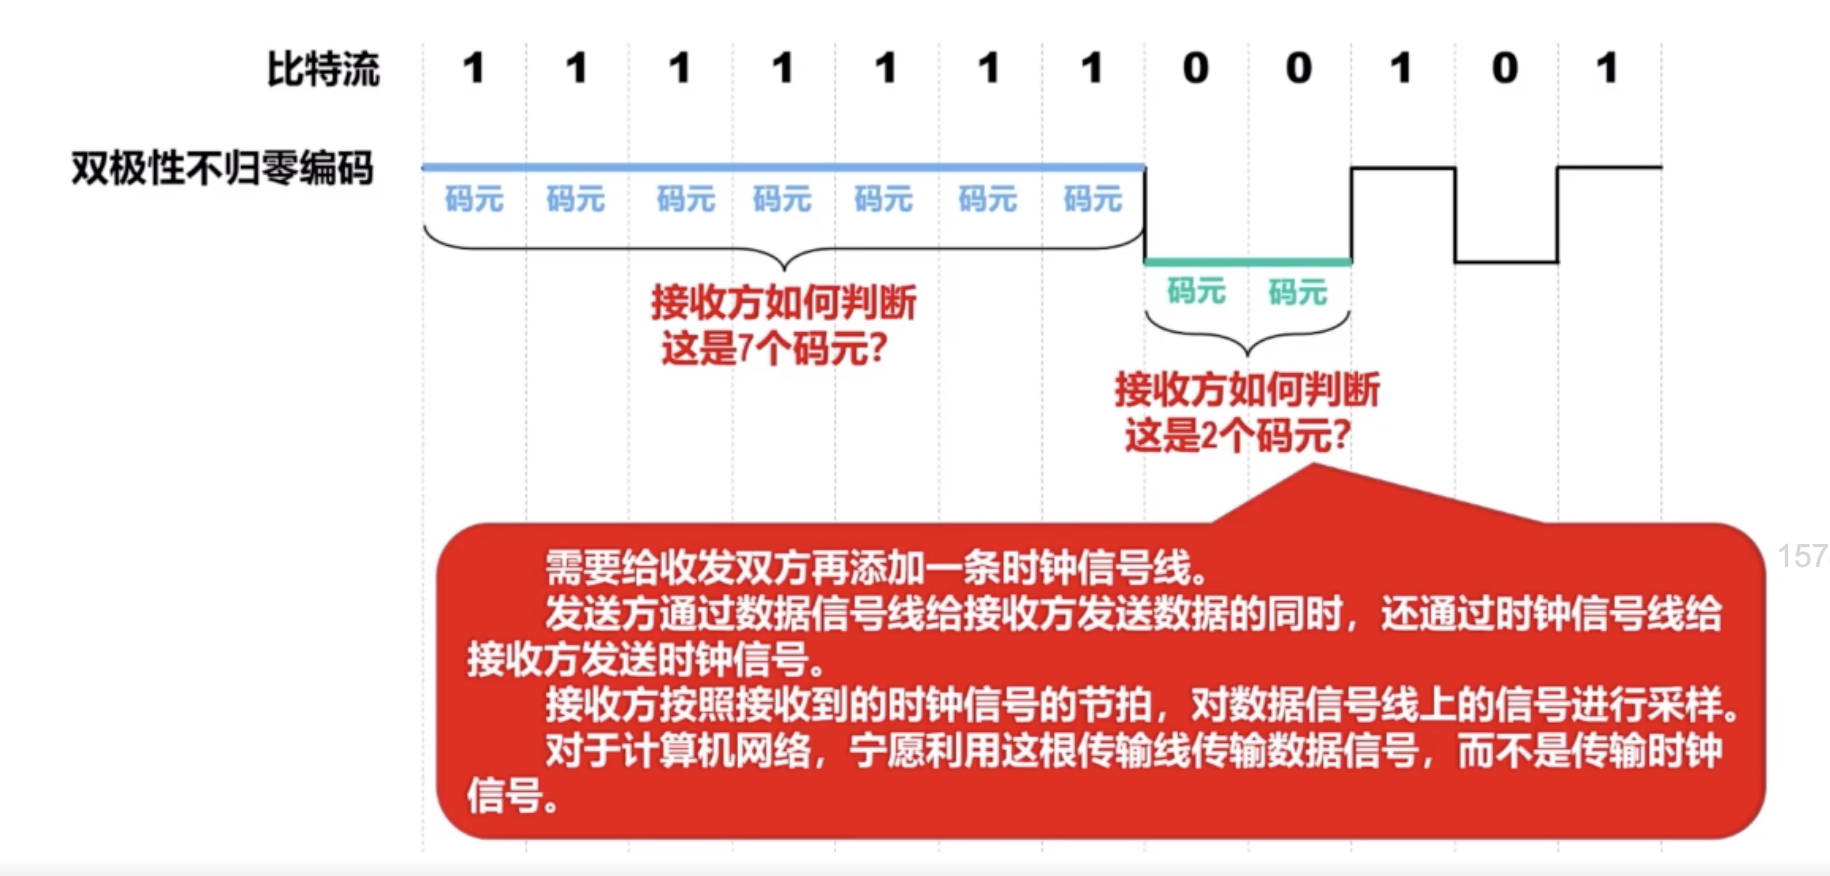 比特流 1 1 1 1 1 1 1 0 0 1 0 1
双极性不归零编码
码元 码元 码元 码元 码元 码元 码元
码元 码元
接收方如何判断
这是7个码元?
接收方如何判断
这是2个码元?
需要给收发双方再添加一条时钟信号线。
发送方通过数据信号线给接收方发送数据的同时，还通过时钟信号线给
接收方发送时钟信号。
接收方按照接收到的时钟信号的节拍，对数据信号线上的信号进行采样。
对于计算机网络，宁愿利用这根传输线传输数据信号，而不是传输时钟
信号。
157